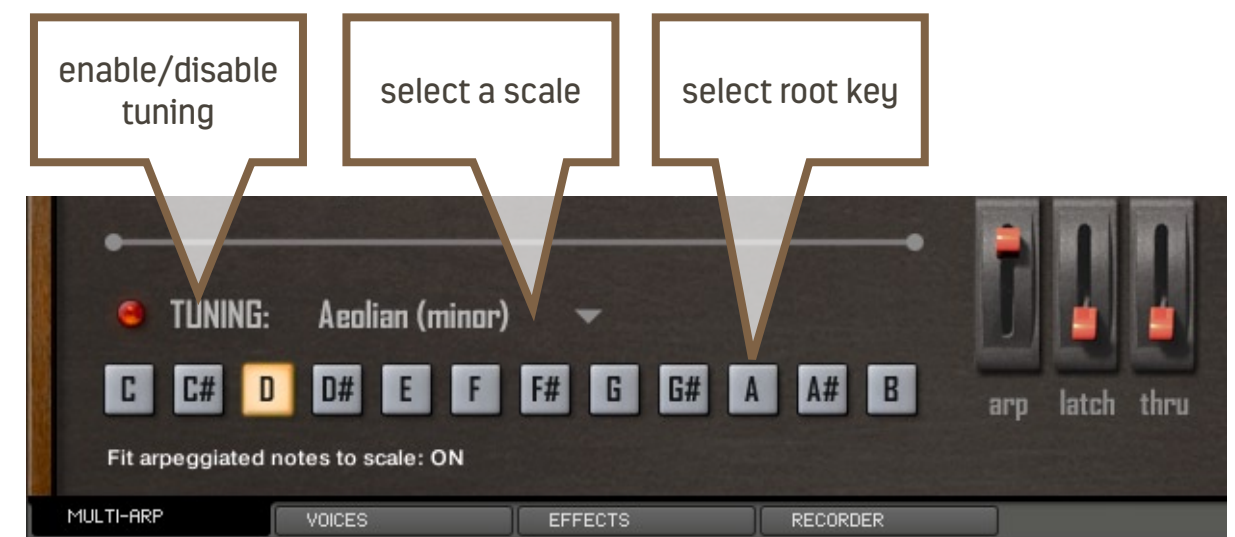 enable/disable
tuning
select a scale
select root key
TUNING: Aeolian (minor)
C C# D D# E F F# G G# A A# B
arp latch thru
Fit arpeggiated notes to scale: ON
MULTI-ARP VOICES EFFECTS RECORDER